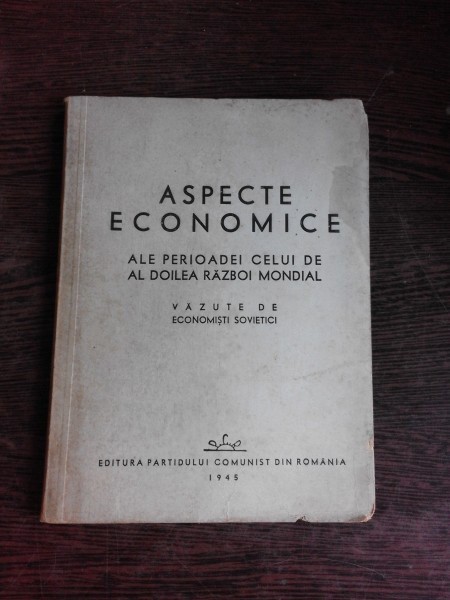 ASPECTE
ECONOMICE
ALE PERIOADEI CELUI DE
AL DOILEA RĂZBOI MONDIAL
VĂZUTE DE
ECONOMIȘTI SOVIETICI
EDITURA PARTIDULUI COMUNIST DIN ROMÂNIA
1945